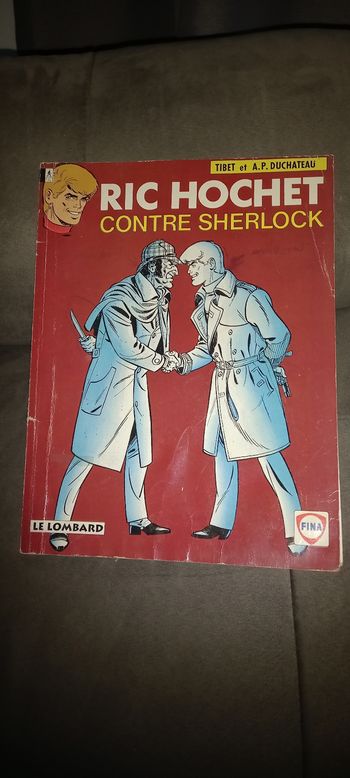 TIBET et A.P. DUCHATEAU
RIC HOCHET
CONTRE SHERLOCK
LE LOMBARD
FINA